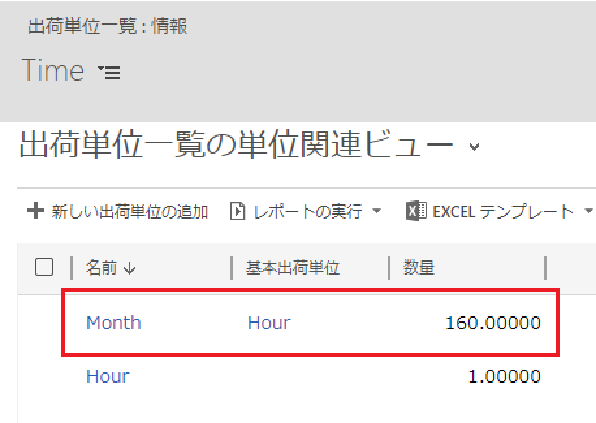 出荷単位一覧 : 情報
Time
出荷単位一覧の単位関連ビュー
新しい出荷単位の追加 レポートの実行 EXCEL テンプレート
名前 基本出荷単位 数量
Month Hour 160.00000
Hour 1.00000